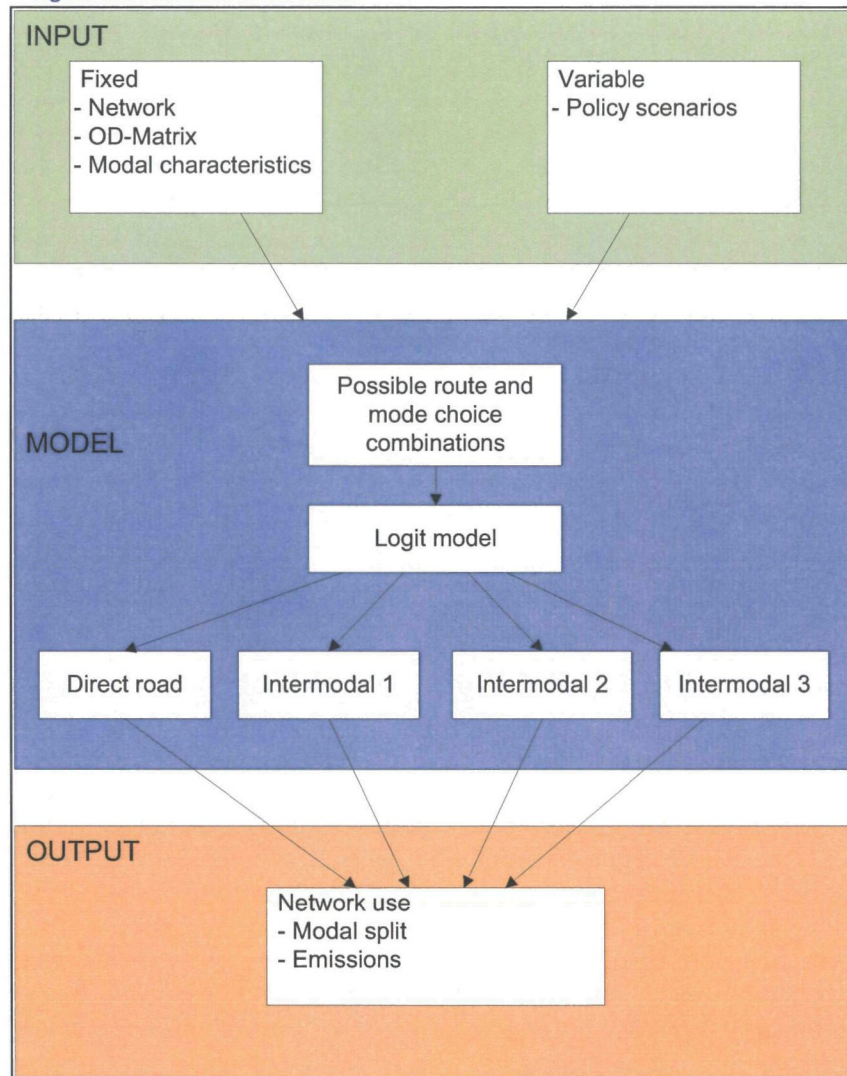 INPUT
Fixed
- Network
- OD-Matrix
- Modal characteristics
Variable
- Policy scenarios
MODEL
Possible route and
mode choice
combinations
Logit model
Direct road
Intermodal 1
Intermodal 2
Intermodal 3
OUTPUT
Network use
- Modal split
- Emissions